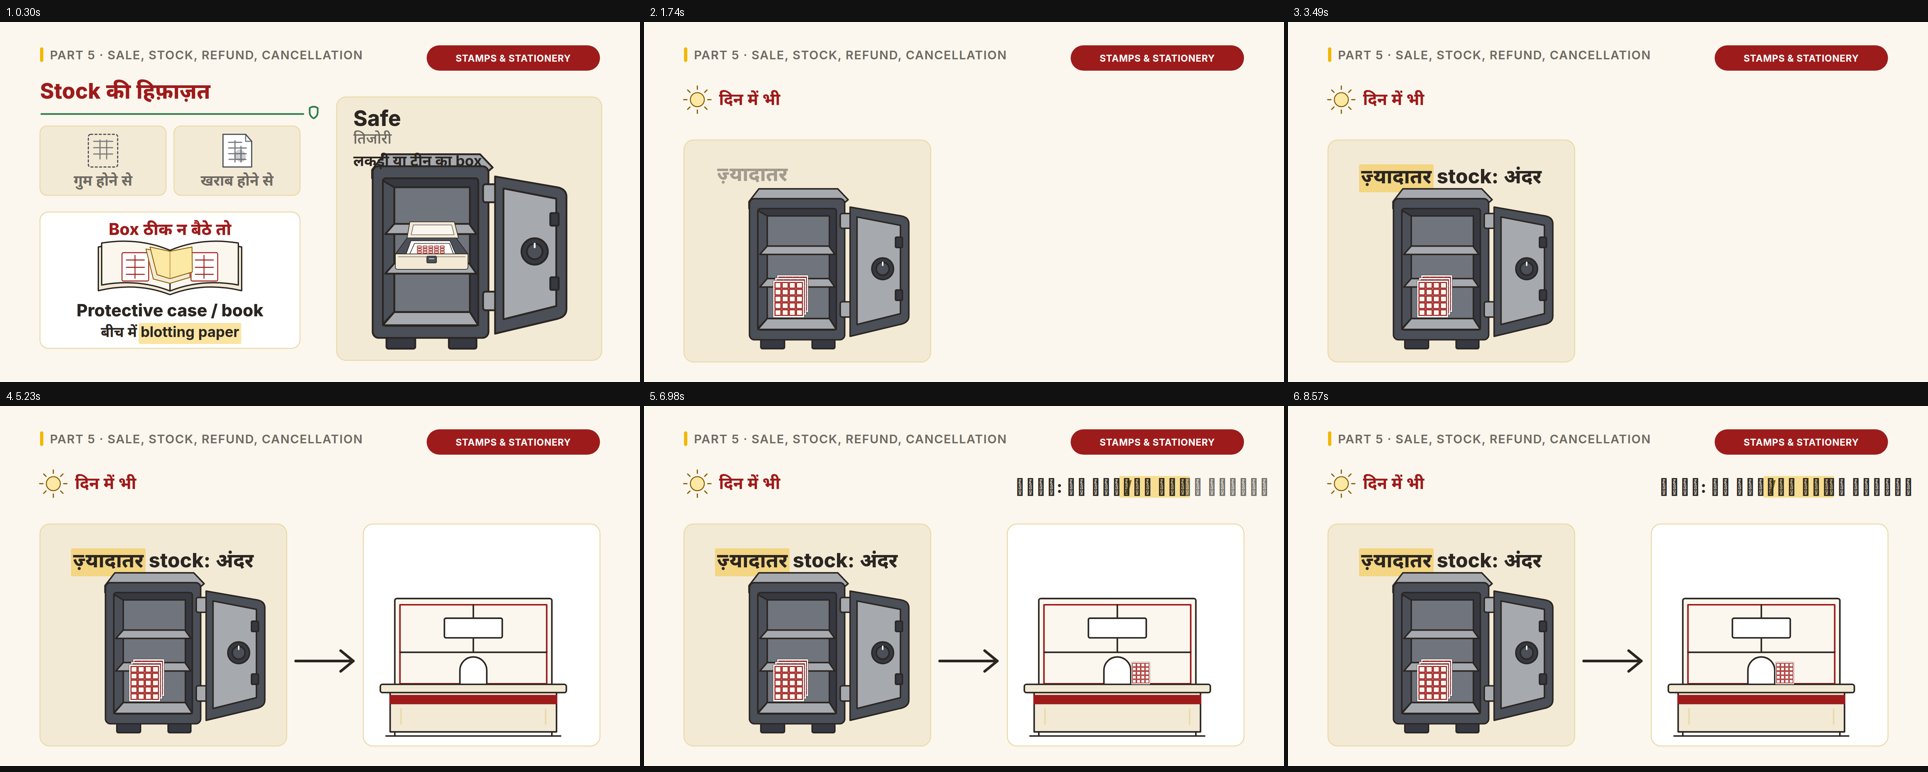 1. 0.30s
PART 5 · SALE, STOCK, REFUND, CANCELLATION
STAMPS & STATIONERY
Stock की हिफ़ाज़त
गुम होने से
खराब होने से
Box ठीक न बैठे तो
Protective case / book
बीच में blotting paper
Safe
तिजोरी
लकड़ी या टीन का box
2. 1.74s
PART 5 · SALE, STOCK, REFUND, CANCELLATION
STAMPS & STATIONERY
दिन में भी
ज़्यादातर
3. 3.49s
PART 5 · SALE, STOCK, REFUND, CANCELLATION
STAMPS & STATIONERY
दिन में भी
ज़्यादातर stock: अंदर
4. 5.23s
PART 5 · SALE, STOCK, REFUND, CANCELLATION
STAMPS & STATIONERY
दिन में भी
ज़्यादातर stock: अंदर
5. 6.98s
PART 5 · SALE, STOCK, REFUND, CANCELLATION
STAMPS & STATIONERY
दिन में भी
ज़्यादातर stock: अंदर
6. 8.57s
PART 5 · SALE, STOCK, REFUND, CANCELLATION
STAMPS & STATIONERY
दिन में भी
ज़्यादातर stock: अंदर